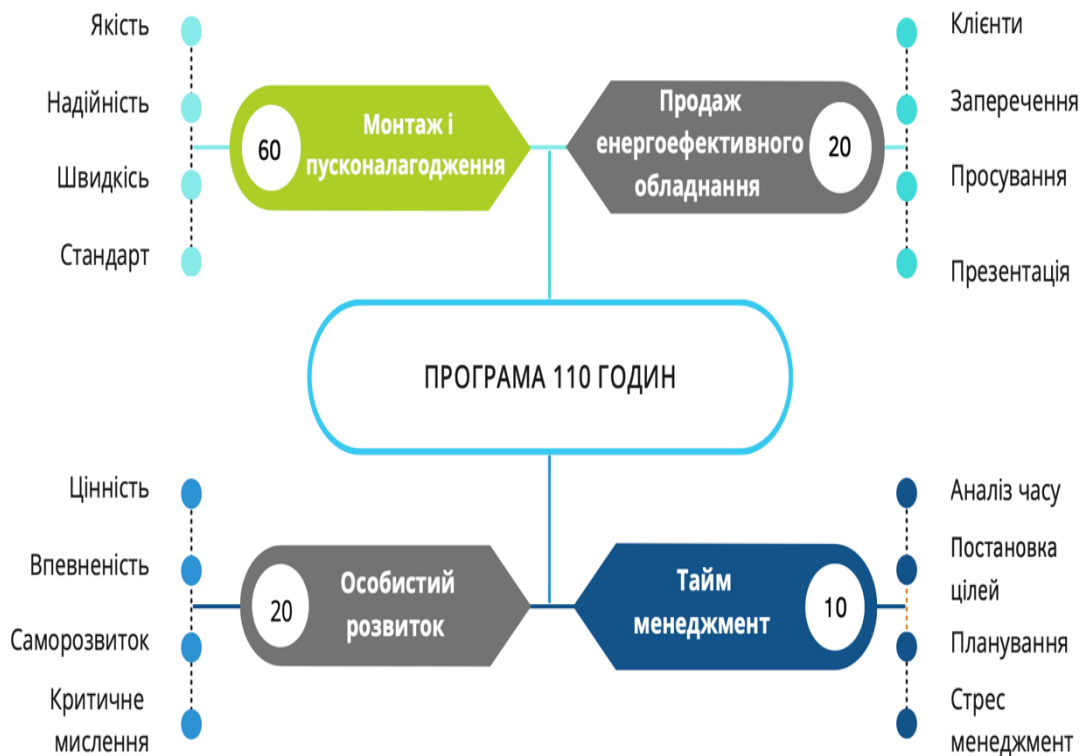 Якість
Надійність
Швидкісь
Стандарт
60
Монтаж і
пусконалагодження
Продаж
енергоефективного
обладнання
20
Клієнти
Заперечення
Просування
Презентація
ПРОГРАМА 110 ГОДИН
Цінність
Впевненість
Саморозвиток
Критичне
мислення
20
Особистий
розвиток
Тайм
менеджмент
10
Аналіз часу
Постановка
цілей
Планування
Стрес
менеджмент